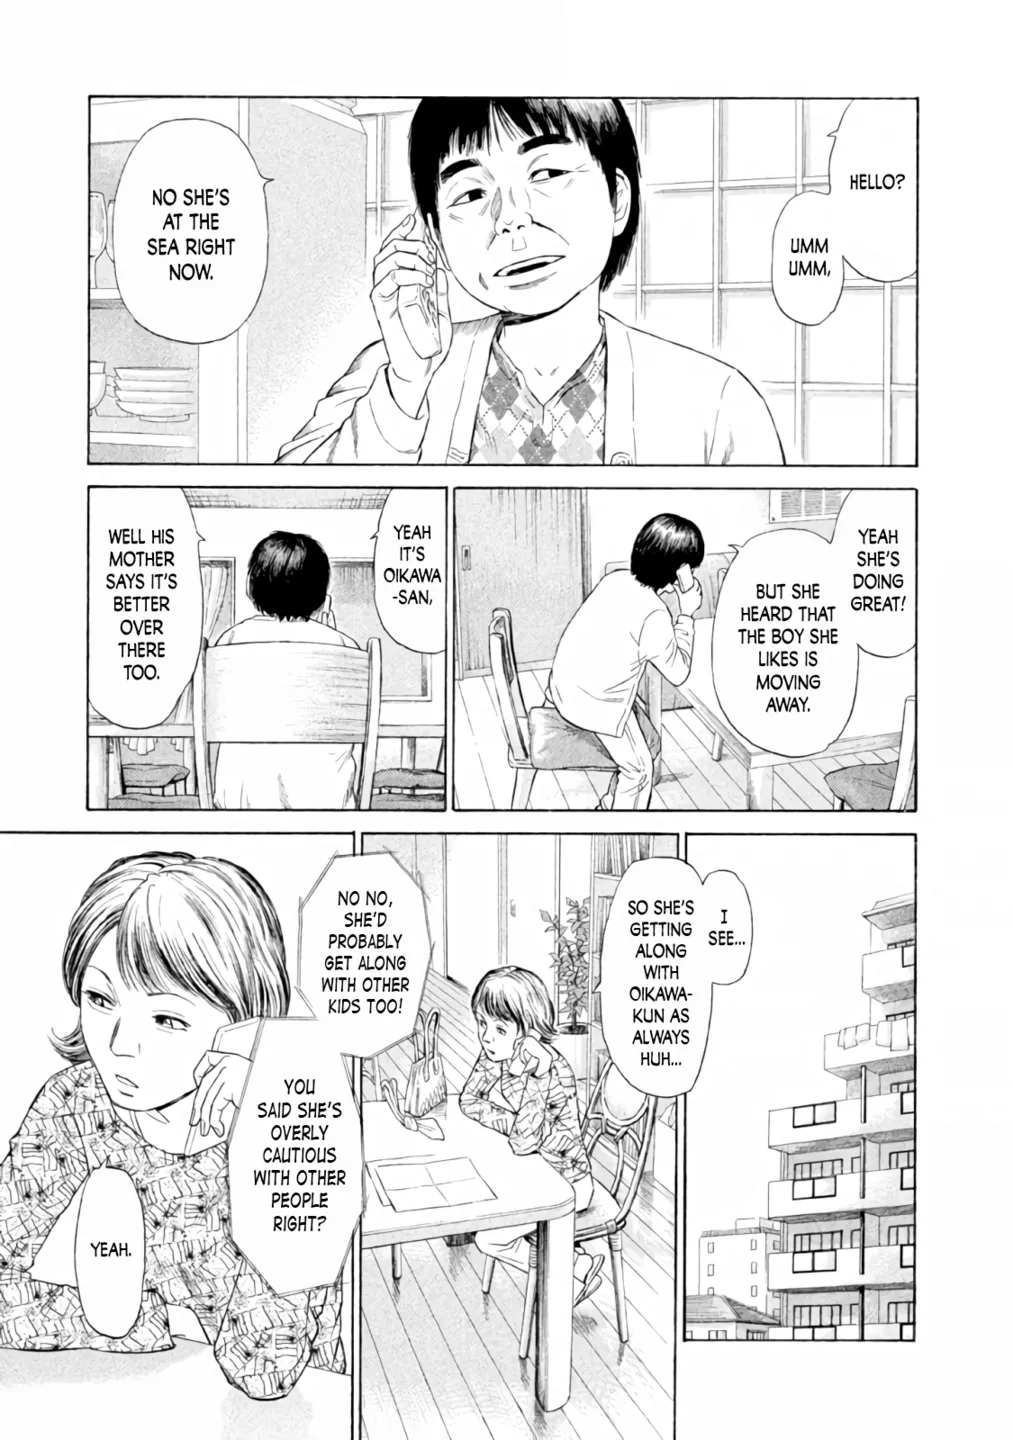 HELLO?
UMM
UMM,
NO SHE'S
AT THE
SEA RIGHT
NOW.
YEAH
SHE'S
DOING
GREAT!
BUT SHE
HEARD THAT
THE BOY SHE
LIKES IS
MOVING
AWAY.
YEAH
IT'S
OIKAWA
-SAN,
WELL HIS
MOTHER
SAYS IT'S
BETTER
OVER
THERE
TOO.
I
SEE...
SO SHE'S
GETTING
ALONG
WITH
OIKAWA-
KUN AS
ALWAYS
HUH...
NO NO,
SHE'D
PROBABLY
GET ALONG
WITH OTHER
KIDS TOO!
YOU
SAID SHE'S
OVERLY
CAUTIOUS
WITH OTHER
PEOPLE
RIGHT?
YEAH.